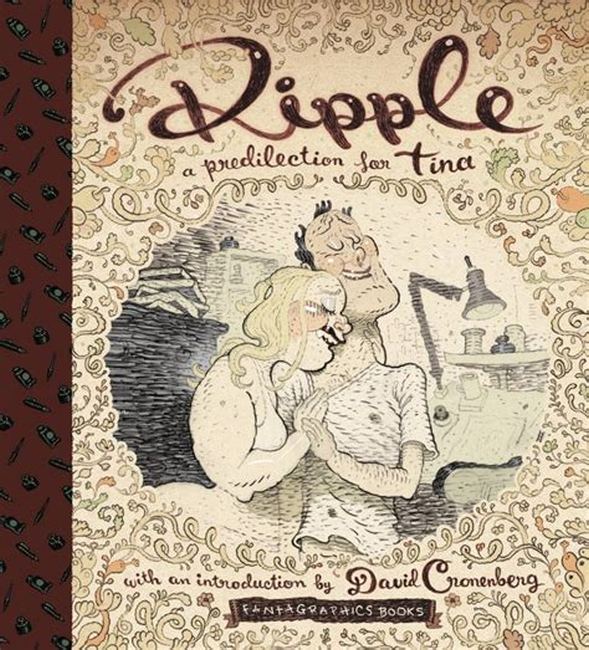 Ripple
a predilection for Tina
with an introduction by David Cronenberg
FANTAGRAPHICS BOOKS